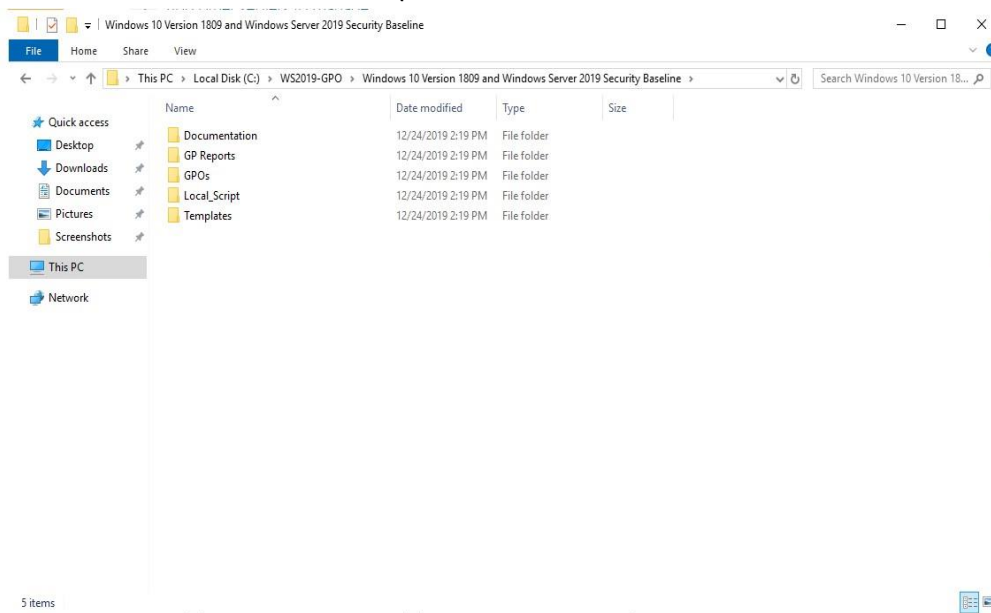 Windows 10 Version 1809 and Windows Server 2019 Security Baseline
File Home Share View
This PC > Local Disk (C:) > WS2019-GPO > Windows 10 Version 1809 and Windows Server 2019 Security Baseline >
Search Windows 10 Version 18...
Name Date modified Type Size
Quick access
Desktop
Downloads
Documents
Pictures
Screenshots
This PC
Network
Documentation 12/24/2019 2:19 PM File folder
GP Reports 12/24/2019 2:19 PM File folder
GPOs 12/24/2019 2:19 PM File folder
Local_Script 12/24/2019 2:19 PM File folder
Templates 12/24/2019 2:19 PM File folder
5 items